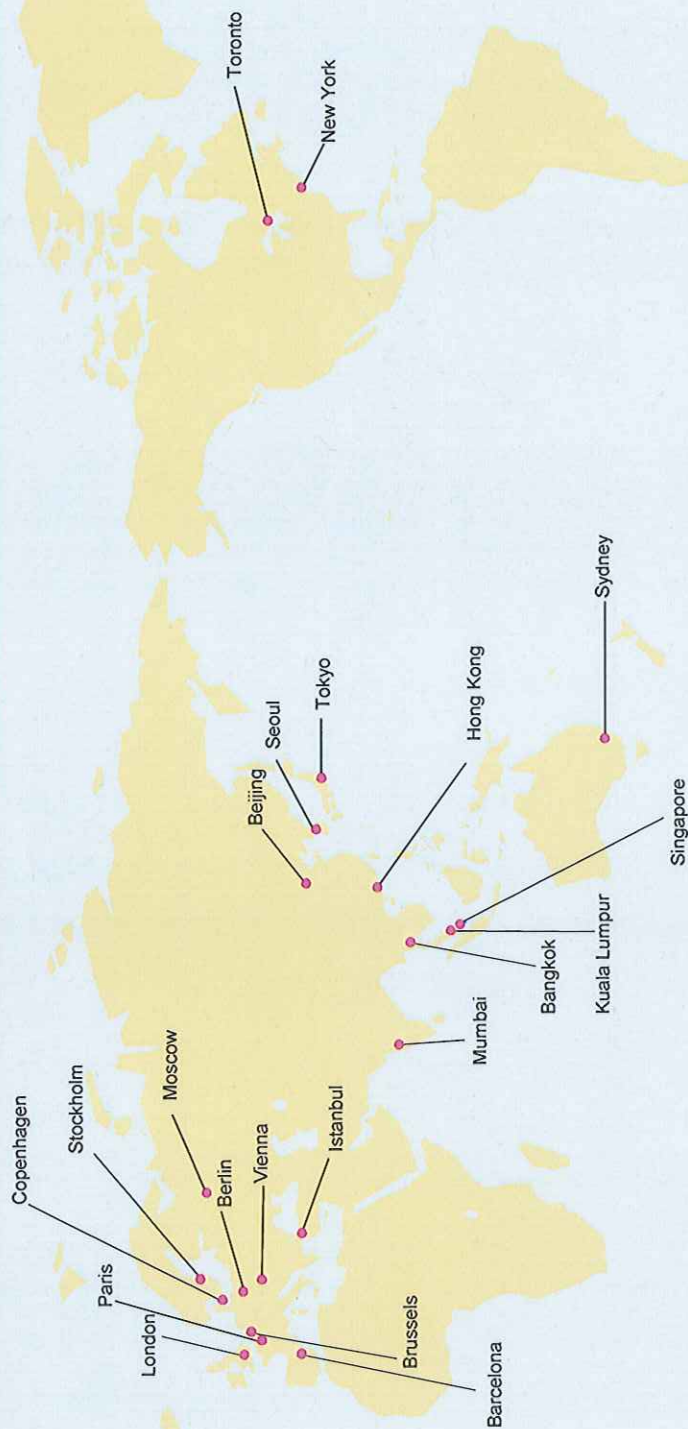 Copenhagen
Stockholm
Paris
London
Moscow
Berlin
Vienna
Istanbul
Brussels
Barcelona
Mumbai
Beijing
Seoul
Tokyo
Hong Kong
Bangkok
Kuala Lumpur
Singapore
Sydney
Toronto
New York